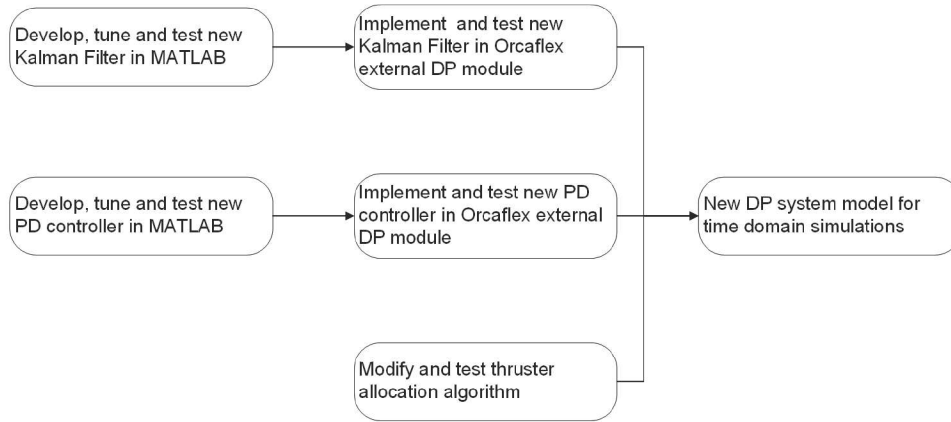 Develop, tune and test new
Kalman Filter in MATLAB
Implement and test new
Kalman Filter in Orcaflex
external DP module
Develop, tune and test new
PD controller in MATLAB
Implement and test new PD
controller in Orcaflex external
DP module
New DP system model for
time domain simulations
Modify and test thruster
allocation algorithm